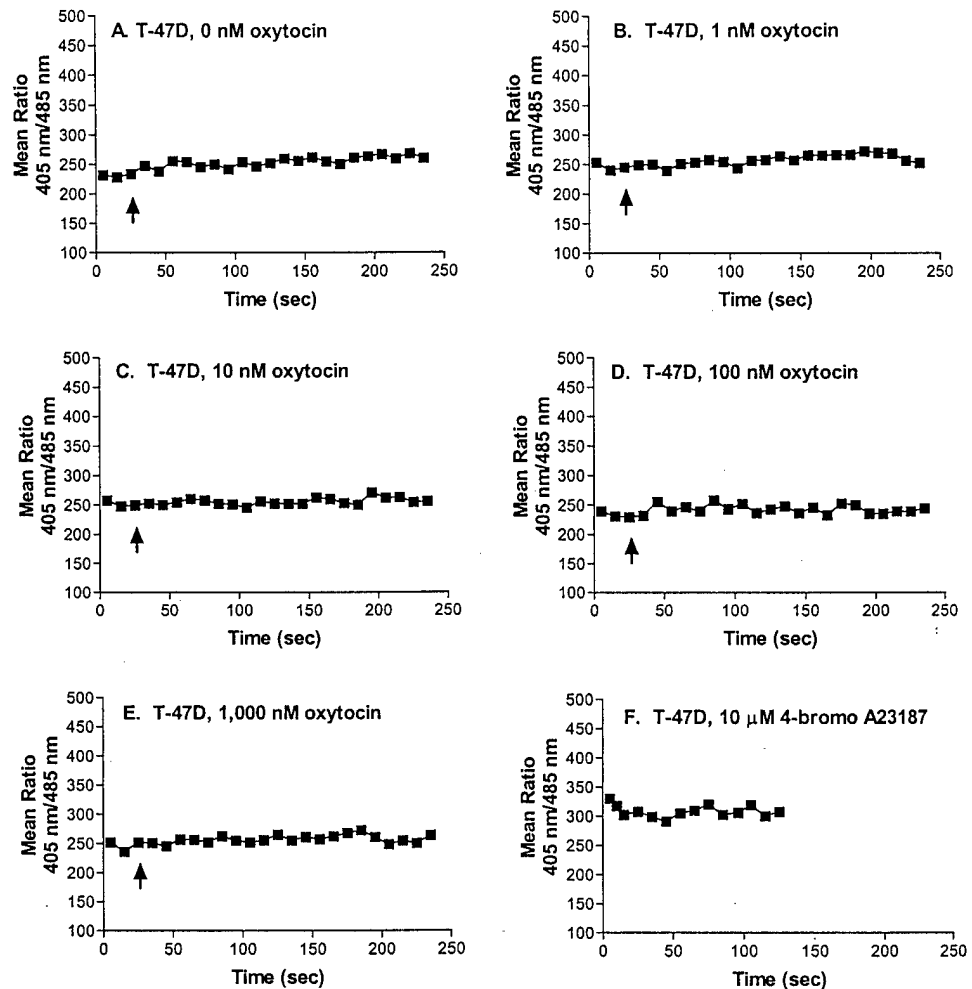 A. T-47D, 0 nM oxytocin
Mean Ratio
405 nm/485 nm
500
450
400
350
300
250
200
150
100
0 50 100 150 200 250
Time (sec)
B. T-47D, 1 nM oxytocin
Mean Ratio
405 nm/485 nm
500
450
400
350
300
250
200
150
100
0 50 100 150 200 250
Time (sec)
C. T-47D, 10 nM oxytocin
Mean Ratio
405 nm/485 nm
500
450
400
350
300
250
200
150
100
0 50 100 150 200 250
Time (sec)
D. T-47D, 100 nM oxytocin
Mean Ratio
405 nm/485 nm
500
450
400
350
300
250
200
150
100
0 50 100 150 200 250
Time (sec)
E. T-47D, 1,000 nM oxytocin
Mean Ratio
405 nm/485 nm
500
450
400
350
300
250
200
150
100
0 50 100 150 200 250
Time (sec)
F. T-47D, 10 μM 4-bromo A23187
Mean Ratio
405 nm/485 nm
500
450
400
350
300
250
200
150
100
0 50 100 150 200 250
Time (sec)